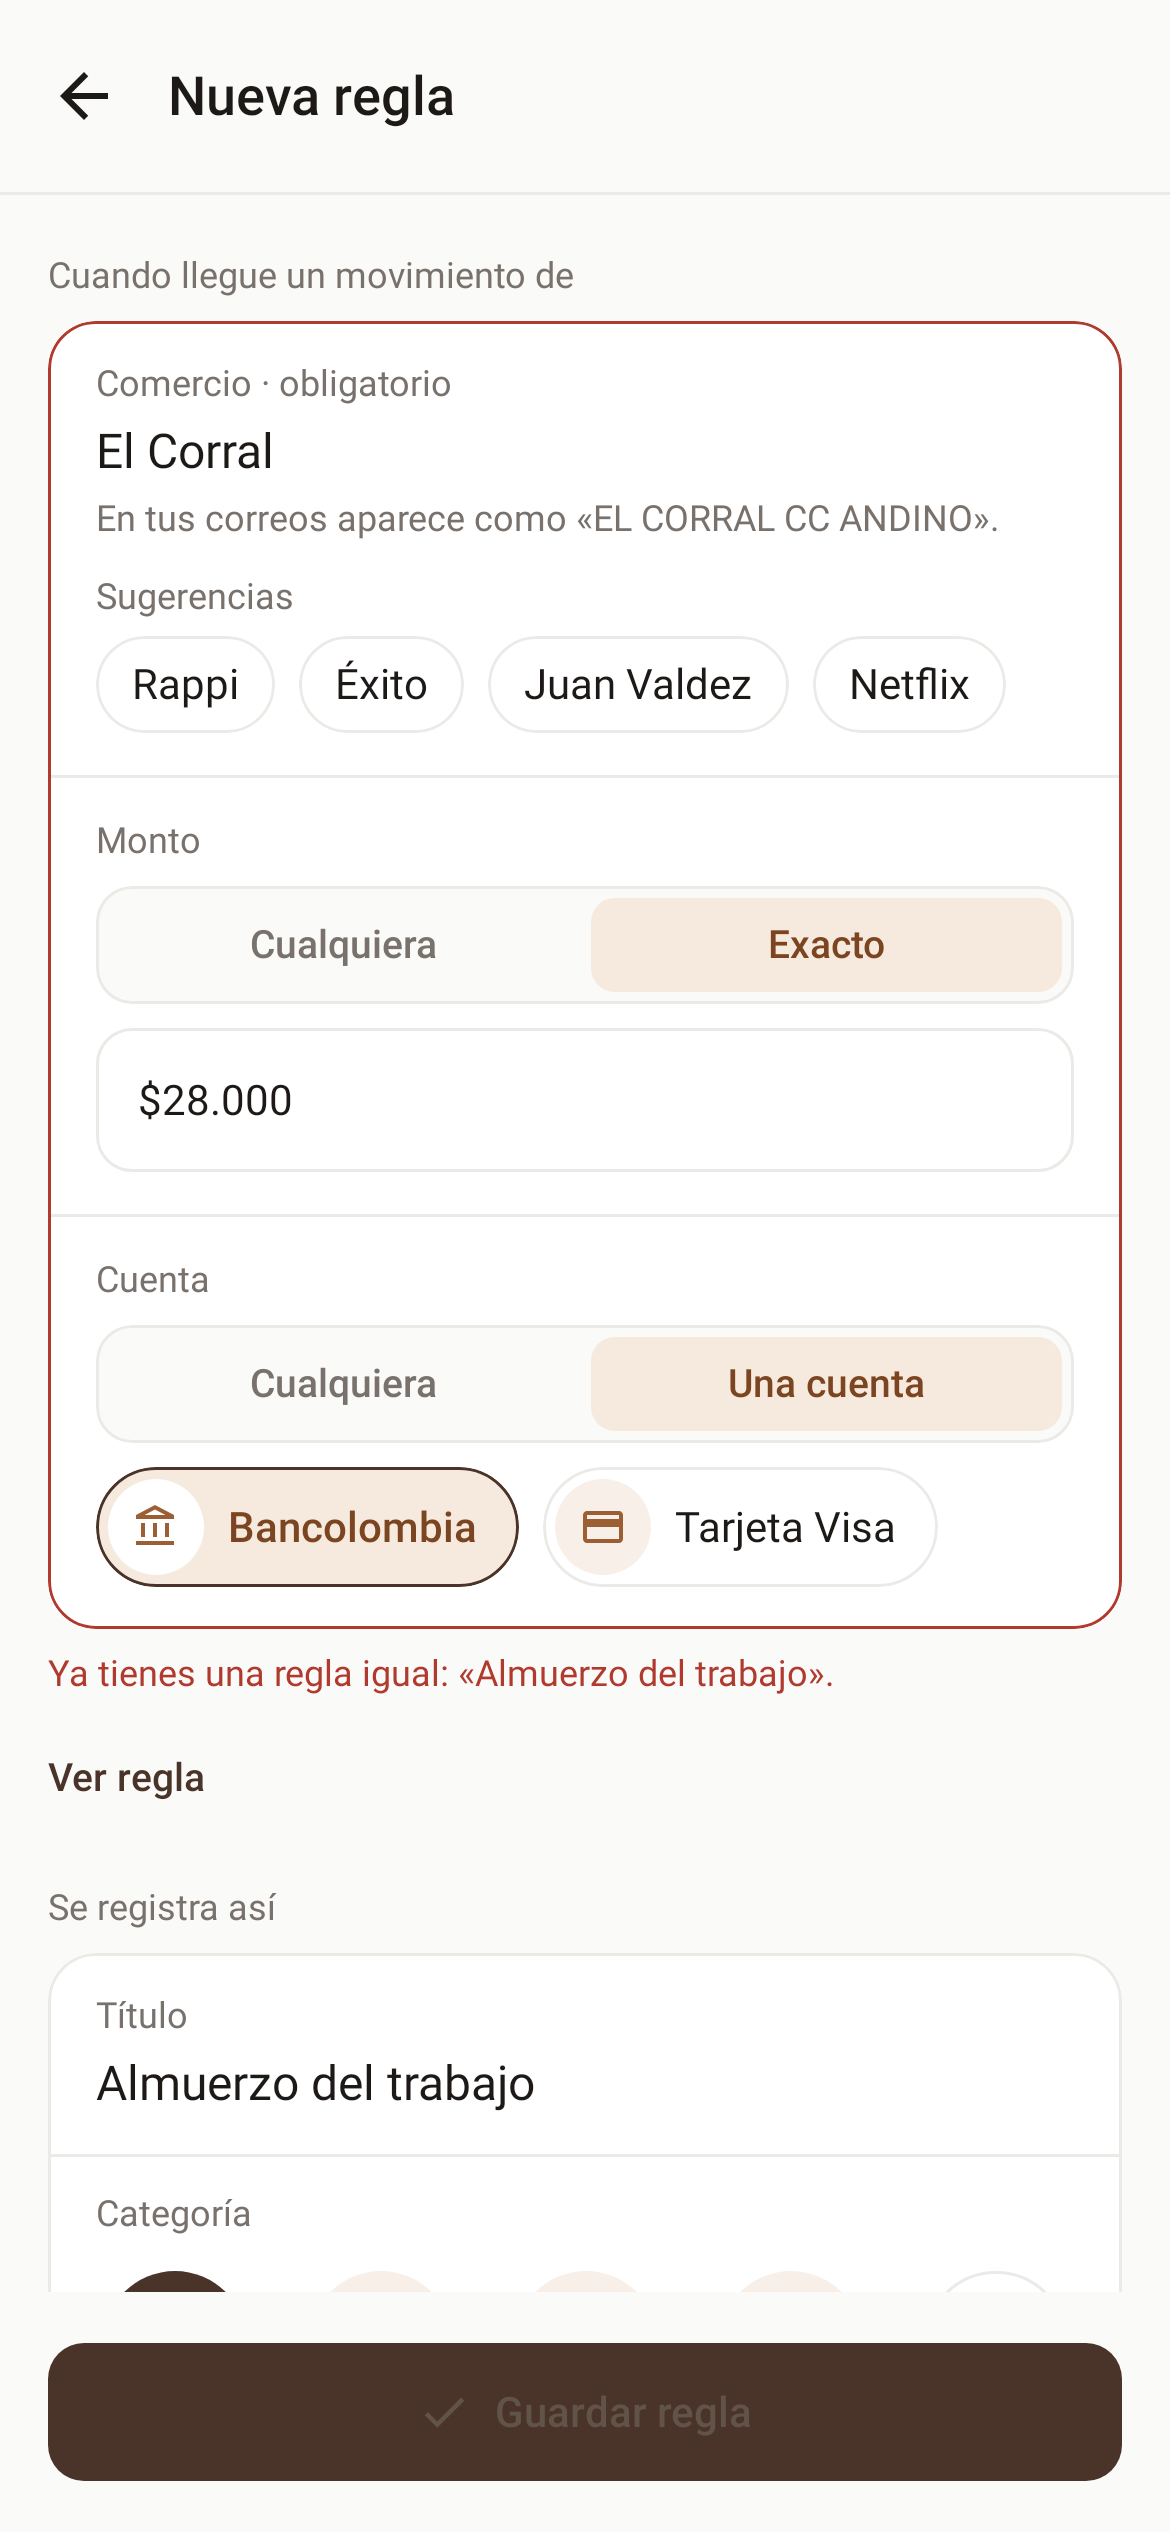 Nueva regla
Cuando llegue un movimiento de
Comercio · obligatorio
El Corral
En tus correos aparece como «EL CORRAL CC ANDINO».
Sugerencias
Rappi Éxito Juan Valdez Netflix
Monto
Cualquiera Exacto
$28.000
Cuenta
Cualquiera Una cuenta
Bancolombia Tarjeta Visa
Ya tienes una regla igual: «Almuerzo del trabajo».
Ver regla
Se registra así
Título
Almuerzo del trabajo
Categoría
Guardar regla